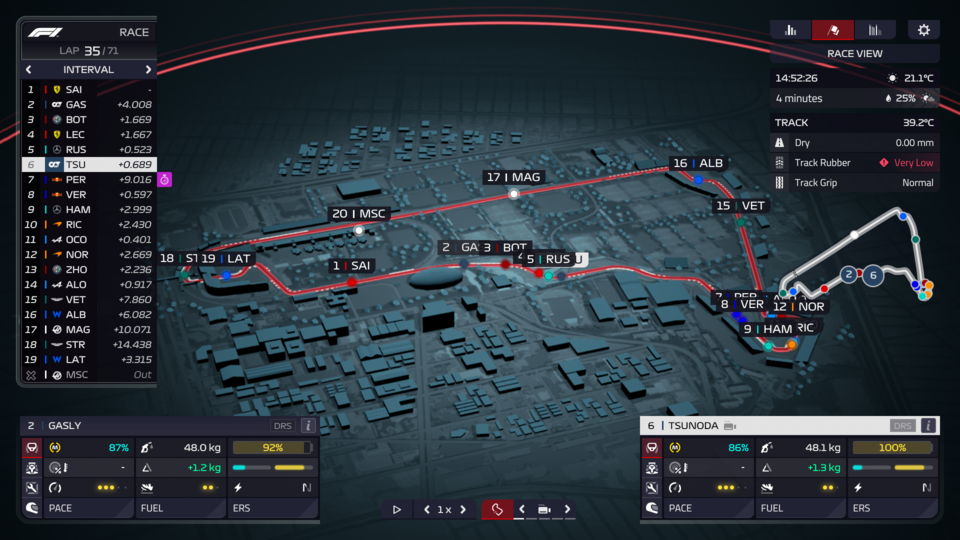 F1 RACE
LAP 35/71
INTERVAL
1 SAI -
2 GAS +4.008
3 BOT +1.669
4 LEC +1.667
5 RUS +0.523
6 TSU +0.689
7 PER +9.016
8 VER +0.597
9 HAM +2.999
10 RIC +2.430
11 OCO +0.401
12 NOR +2.669
13 ZHO +2.236
14 ALO +0.917
15 VET +7.860
16 ALB +6.082
17 MAG +10.071
18 STR +14.438
19 LAT +3.315
MSC Out
RACE VIEW
14:52:26 21.1°C
4 minutes 25%
TRACK 39.2°C
Dry 0.00 mm
Track Rubber Very Low
Track Grip Normal
16 ALB
17 MAG
15 VET
20 MSC
18 ST 19 LAT
1 SAI
2 GA 3 BOT
4 5 RUS U
7 PER
8 VER 12 NOR
9 HAM RIC
2 6
2 GASLY DRS i
M 87% 48.0 kg 92%
- +1.2 kg
N
PACE FUEL ERS
1x
6 TSUNODA DRS i
M 86% 48.1 kg 100%
- +1.3 kg
N
PACE FUEL ERS